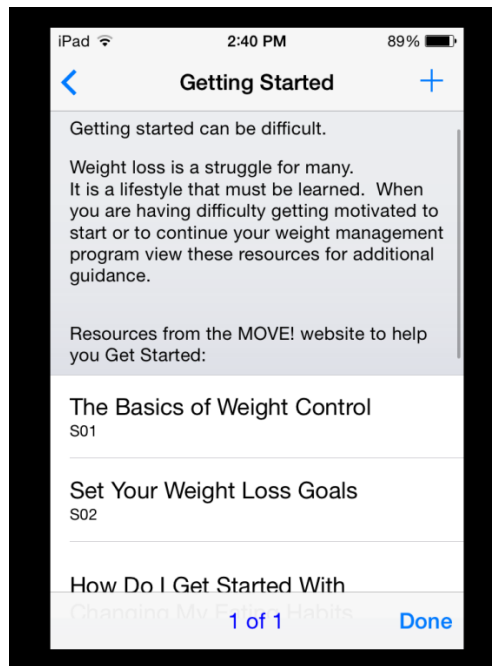 iPad 2:40 PM 89%
Getting Started
Getting started can be difficult.
Weight loss is a struggle for many.
It is a lifestyle that must be learned.  When
you are having difficulty getting motivated to
start or to continue your weight management
program view these resources for additional
guidance.
Resources from the MOVE! website to help
you Get Started:
The Basics of Weight Control
S01
Set Your Weight Loss Goals
S02
How Do I Get Started With
Changing My Eating Habits
1 of 1 Done